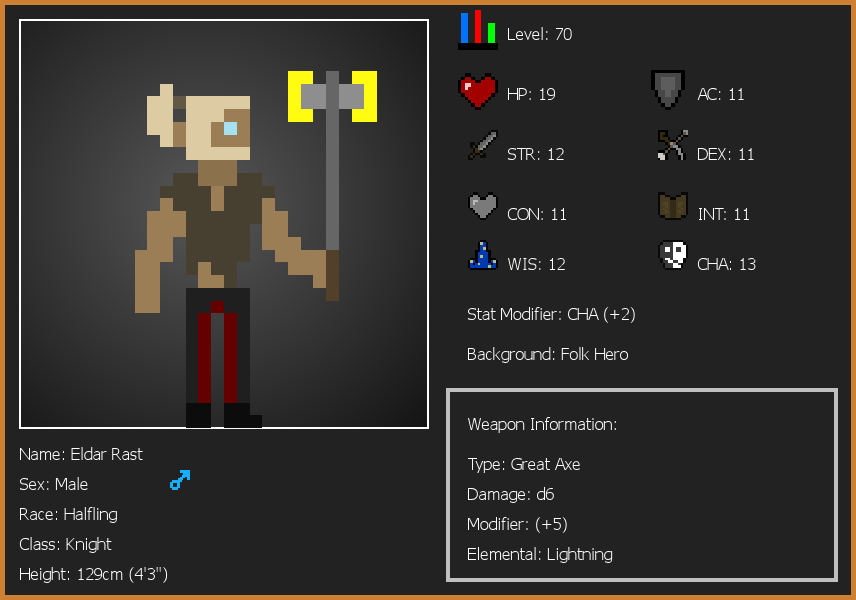 Level: 70
HP: 19
AC: 11
STR: 12
DEX: 11
CON: 11
INT: 11
WIS: 12
CHA: 13
Stat Modifier: CHA (+2)
Background: Folk Hero
Weapon Information:
Type: Great Axe
Damage: d6
Modifier: (+5)
Elemental: Lightning
Name: Eldar Rast
Sex: Male
Race: Halfling
Class: Knight
Height: 129cm (4'3")